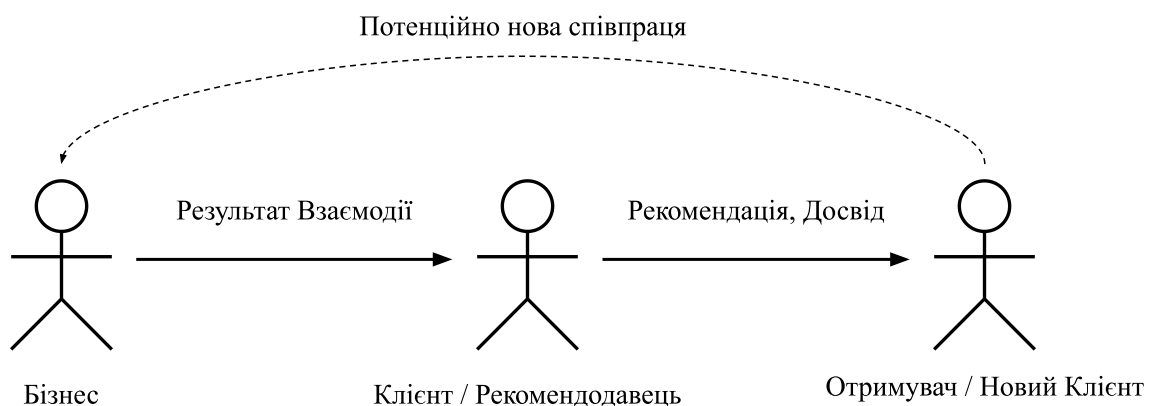 Потенційно нова співпраця
Результат Взаємодії
Рекомендація, Досвід
Бізнес
Клієнт / Рекомендодавець
Отримувач / Новий Клієнт